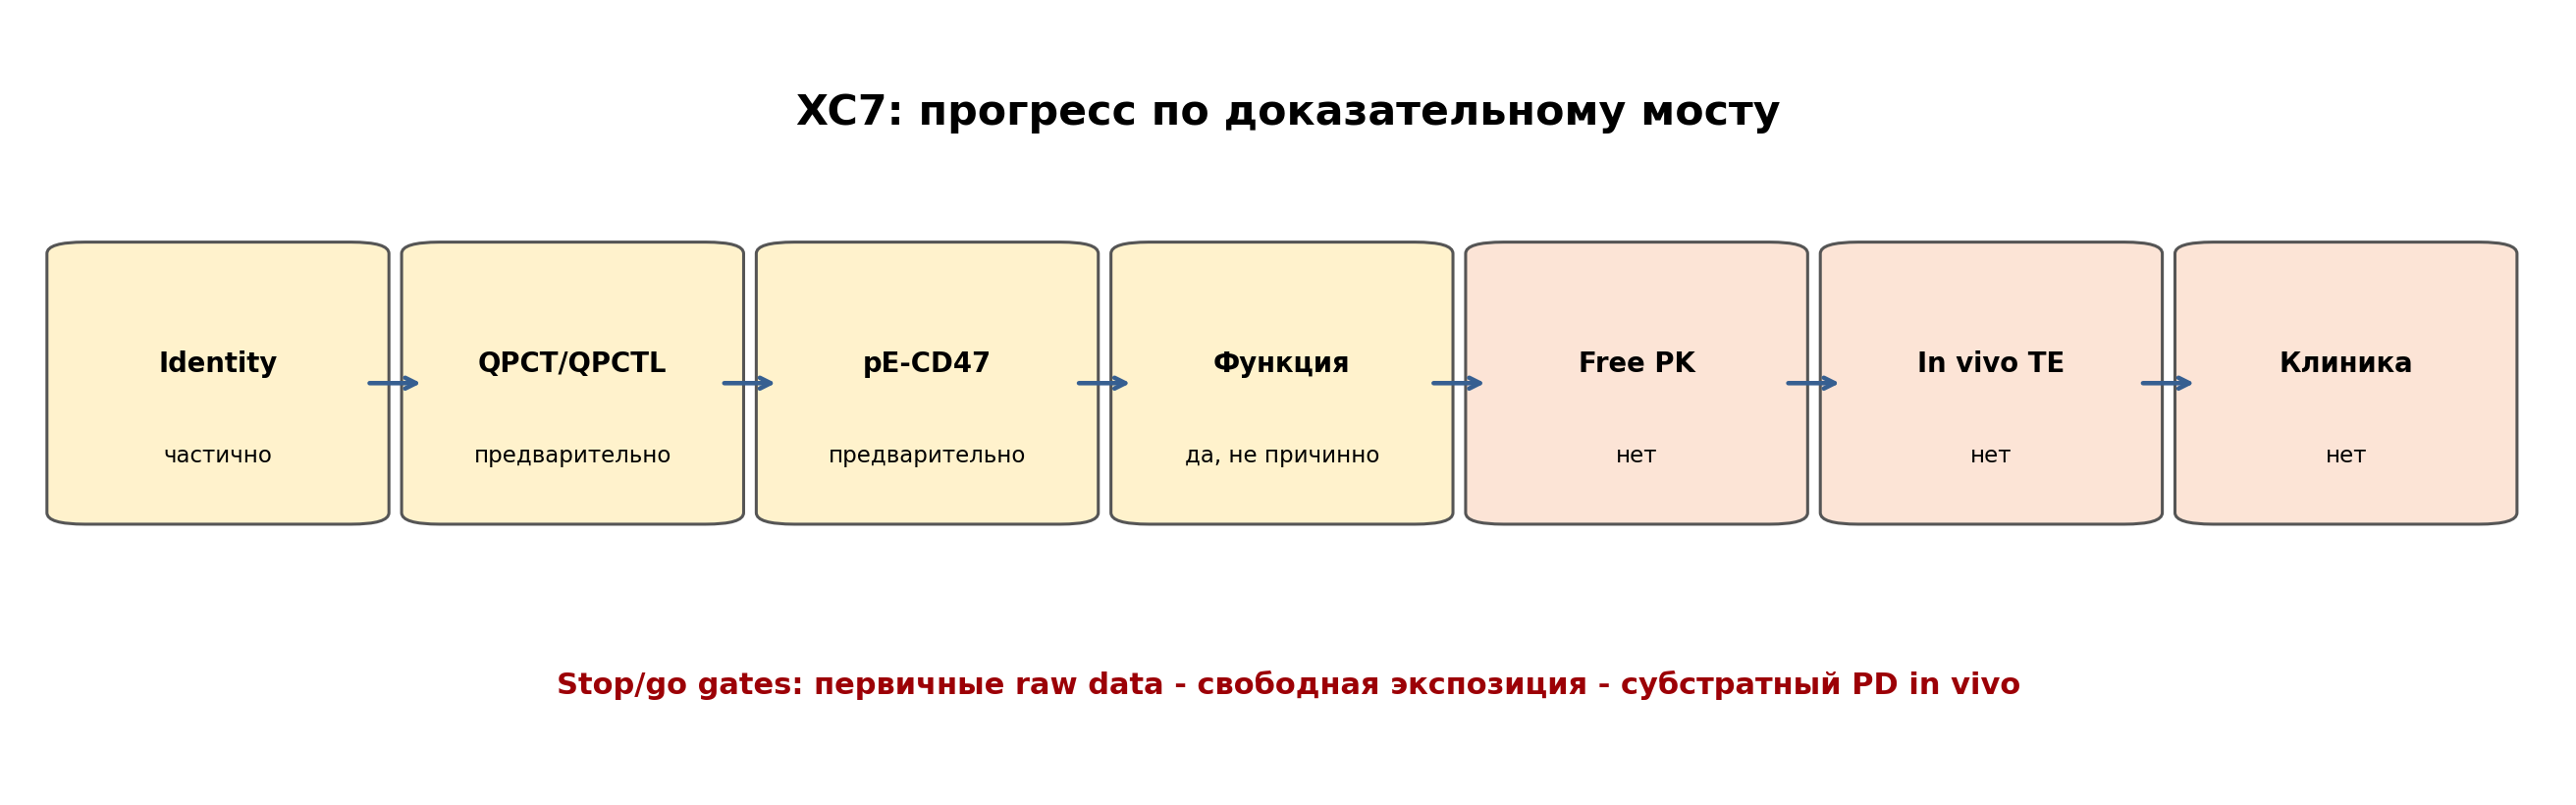 XC7: прогресс по доказательному мосту
Identity
частично
QPCT/QPCTL
предварительно
pE-CD47
предварительно
Функция
да, не причинно
Free PK
нет
In vivo TE
нет
Клиника
нет
Stop/go gates: первичные raw data - свободная экспозиция - субстратный PD in vivo